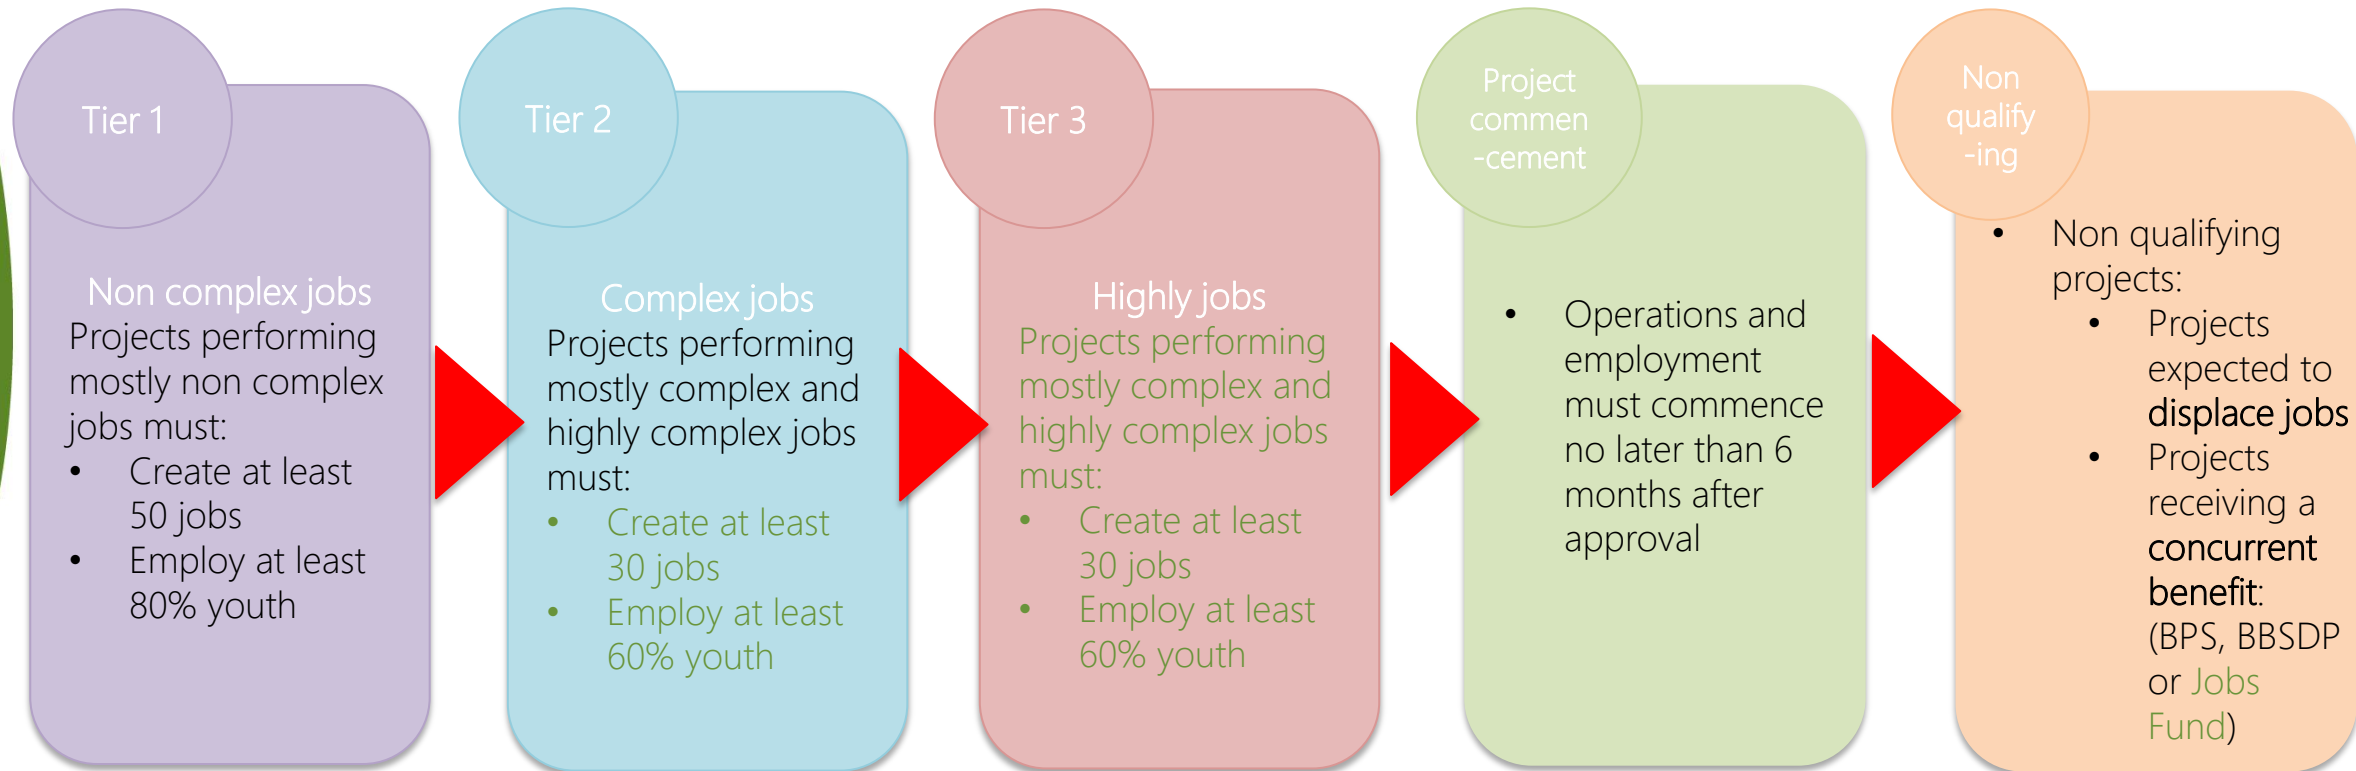 Tier 1
Non complex jobs
Projects performing
mostly non complex
jobs must:
• Create at least
50 jobs
• Employ at least
80% youth
Tier 2
Complex jobs
Projects performing
mostly complex and
highly complex jobs
must:
• Create at least
30 jobs
• Employ at least
60% youth
Tier 3
Highly jobs
Projects performing
mostly complex and
highly complex jobs
must:
• Create at least
30 jobs
• Employ at least
60% youth
Project
commen
-cement
• Operations and
employment
must commence
no later than 6
months after
approval
Non
qualify
-ing
• Non qualifying
projects:
• Projects
expected to
displace jobs
• Projects
receiving a
concurrent
benefit:
(BPS, BBSDP
or Jobs
Fund)